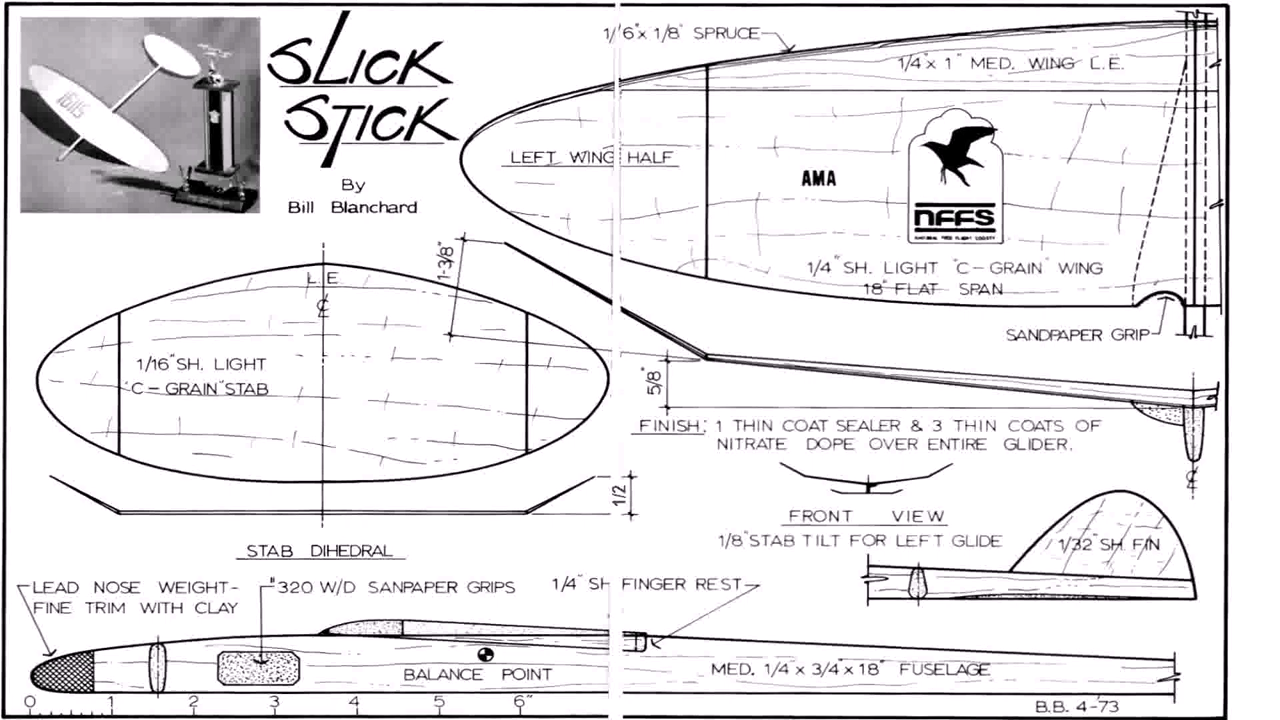 SLICK
STICK
By
Bill Blanchard
1/16"x 1/8" SPRUCE
1/4"x 1" MED. WING L.E.
LEFT WING HALF
AMA
NFFS
NATIONAL FREE FLIGHT SOCIETY
1/4" SH. LIGHT "C-GRAIN" WING
18" FLAT SPAN
SANDPAPER GRIP
1-3/8"
L.E.
℄
1/16" SH. LIGHT
"C-GRAIN" STAB
5/8"
FINISH: 1 THIN COAT SEALER & 3 THIN COATS OF
NITRATE DOPE OVER ENTIRE GLIDER.
℄
1/2
FRONT VIEW
1/8" STAB TILT FOR LEFT GLIDE
1/32" SH. FIN
STAB DIHEDRAL
LEAD NOSE WEIGHT-
FINE TRIM WITH CLAY
#320 W/D SANPAPER GRIPS
1/4" SH FINGER REST
BALANCE POINT
MED. 1/4"x 3/4"x 18" FUSELAGE
0 1 2 3 4 5 6"
B.B. 4-'73